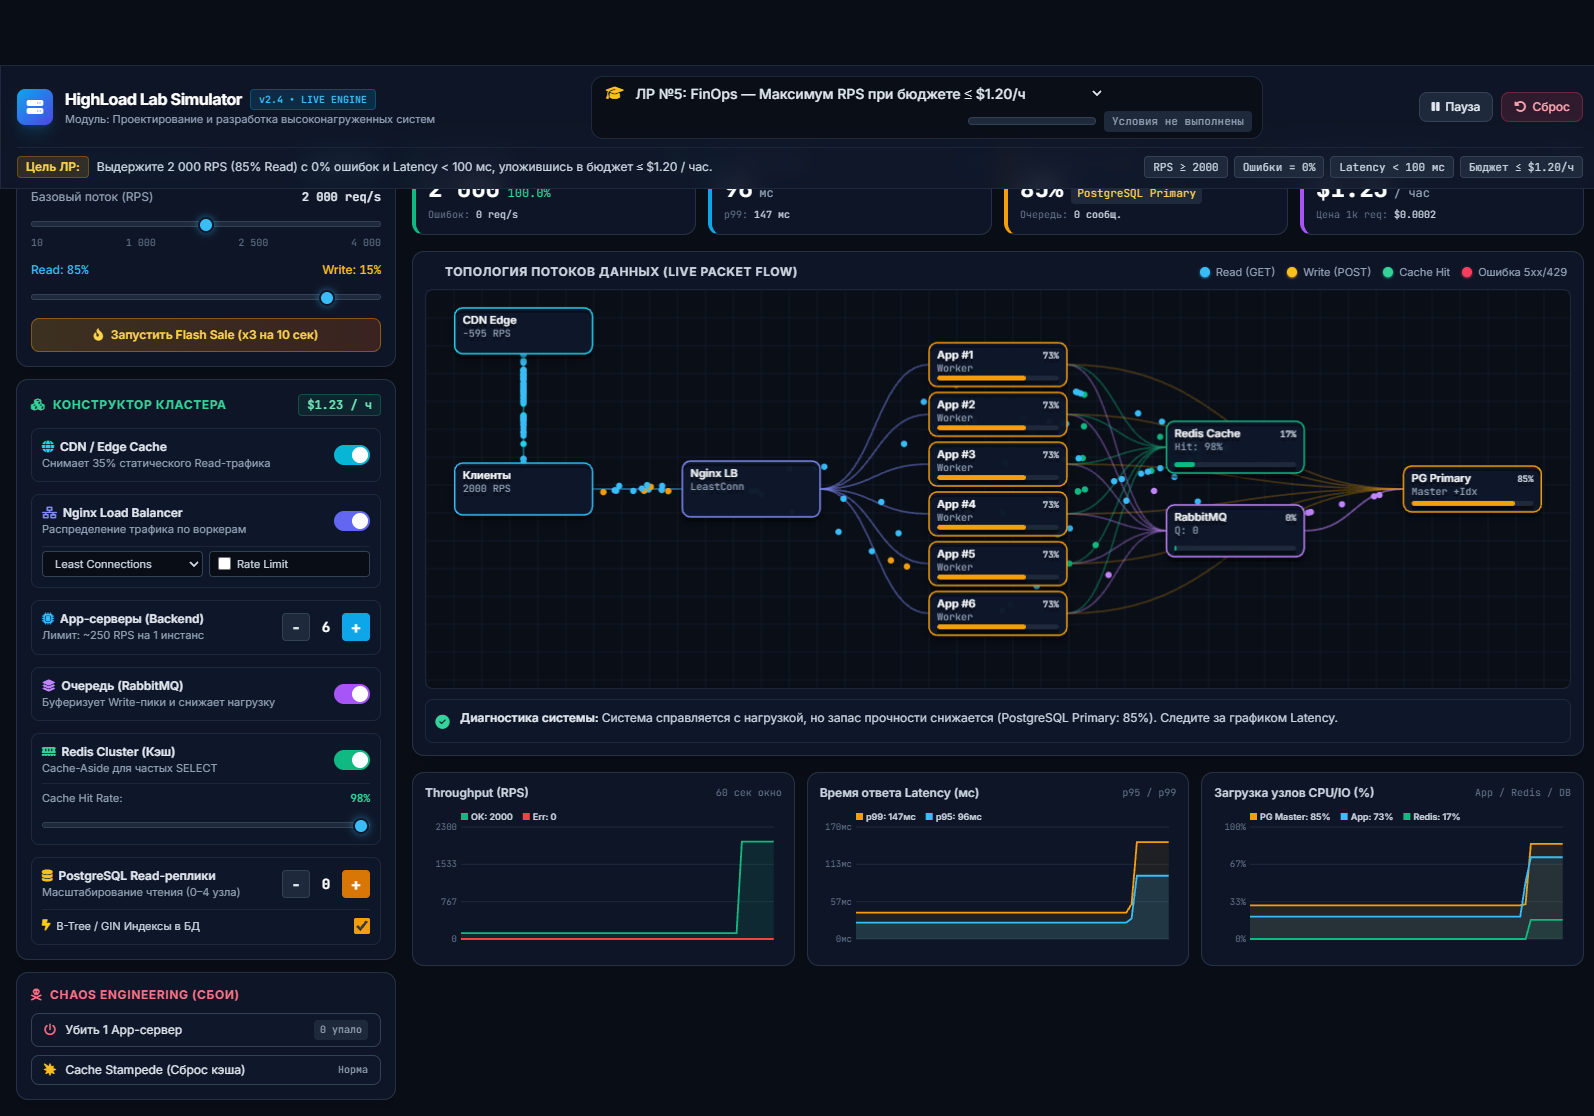 HighLoad Lab Simulator
v2.4 • LIVE ENGINE
Модуль: Проектирование и разработка высоконагруженных систем
ЛР №5: FinOps — Максимум RPS при бюджете ≤ $1.20/ч
Условия не выполнены
Пауза
Сброс
Цель ЛР:
Выдержите 2 000 RPS (85% Read) с 0% ошибок и Latency < 100 мс, уложившись в бюджет ≤ $1.20 / час.
RPS ≥ 2000
Ошибки = 0%
Latency < 100 мс
Бюджет ≤ $1.20/ч
Базовый поток (RPS)
2 000 req/s
10
1 000
2 500
4 000
Read: 85%
Write: 15%
Запустить Flash Sale (x3 на 10 сек)
2 000 100.0%
Ошибок: 0 req/s
96 мс
p99: 147 мс
85% PostgreSQL Primary
Очередь: 0 сообщ.
$1.23 / час
Цена 1k req: $0.0002
КОНСТРУКТОР КЛАСТЕРА
$1.23 / ч
CDN / Edge Cache
Снимает 35% статического Read-трафика
Nginx Load Balancer
Распределение трафика по воркерам
Least Connections
Rate Limit
App-серверы (Backend)
Лимит: ~250 RPS на 1 инстанс
-
6
+
Очередь (RabbitMQ)
Буферизует Write-пики и снижает нагрузку
Redis Cluster (Кэш)
Cache-Aside для частых SELECT
Cache Hit Rate:
98%
PostgreSQL Read-реплики
Масштабирование чтения (0–4 узла)
-
0
+
B-Tree / GIN Индексы в БД
CHAOS ENGINEERING (СБОИ)
Убить 1 App-сервер
0 упало
Cache Stampede (Сброс кэша)
Норма
ТОПОЛОГИЯ ПОТОКОВ ДАННЫХ (LIVE PACKET FLOW)
Read (GET)
Write (POST)
Cache Hit
Ошибка 5xx/429
CDN Edge
-595 RPS
Клиенты
2000 RPS
Nginx LB
LeastConn
App #1
73%
Worker
App #2
73%
Worker
App #3
73%
Worker
App #4
73%
Worker
App #5
73%
Worker
App #6
73%
Worker
Redis Cache
17%
Hit: 98%
RabbitMQ
0%
Q: 0
PG Primary
85%
Master +Idx
Диагностика системы: Система справляется с нагрузкой, но запас прочности снижается (PostgreSQL Primary: 85%). Следите за графиком Latency.
Throughput (RPS)
60 сек окно
OK: 2000
Err: 0
2300
1533
767
0
Время ответа Latency (мс)
p95 / p99
p99: 147мс
p95: 96мс
170мс
113мс
57мс
0мс
Загрузка узлов CPU/IO (%)
App / Redis / DB
PG Master: 85%
App: 73%
Redis: 17%
100%
67%
33%
0%